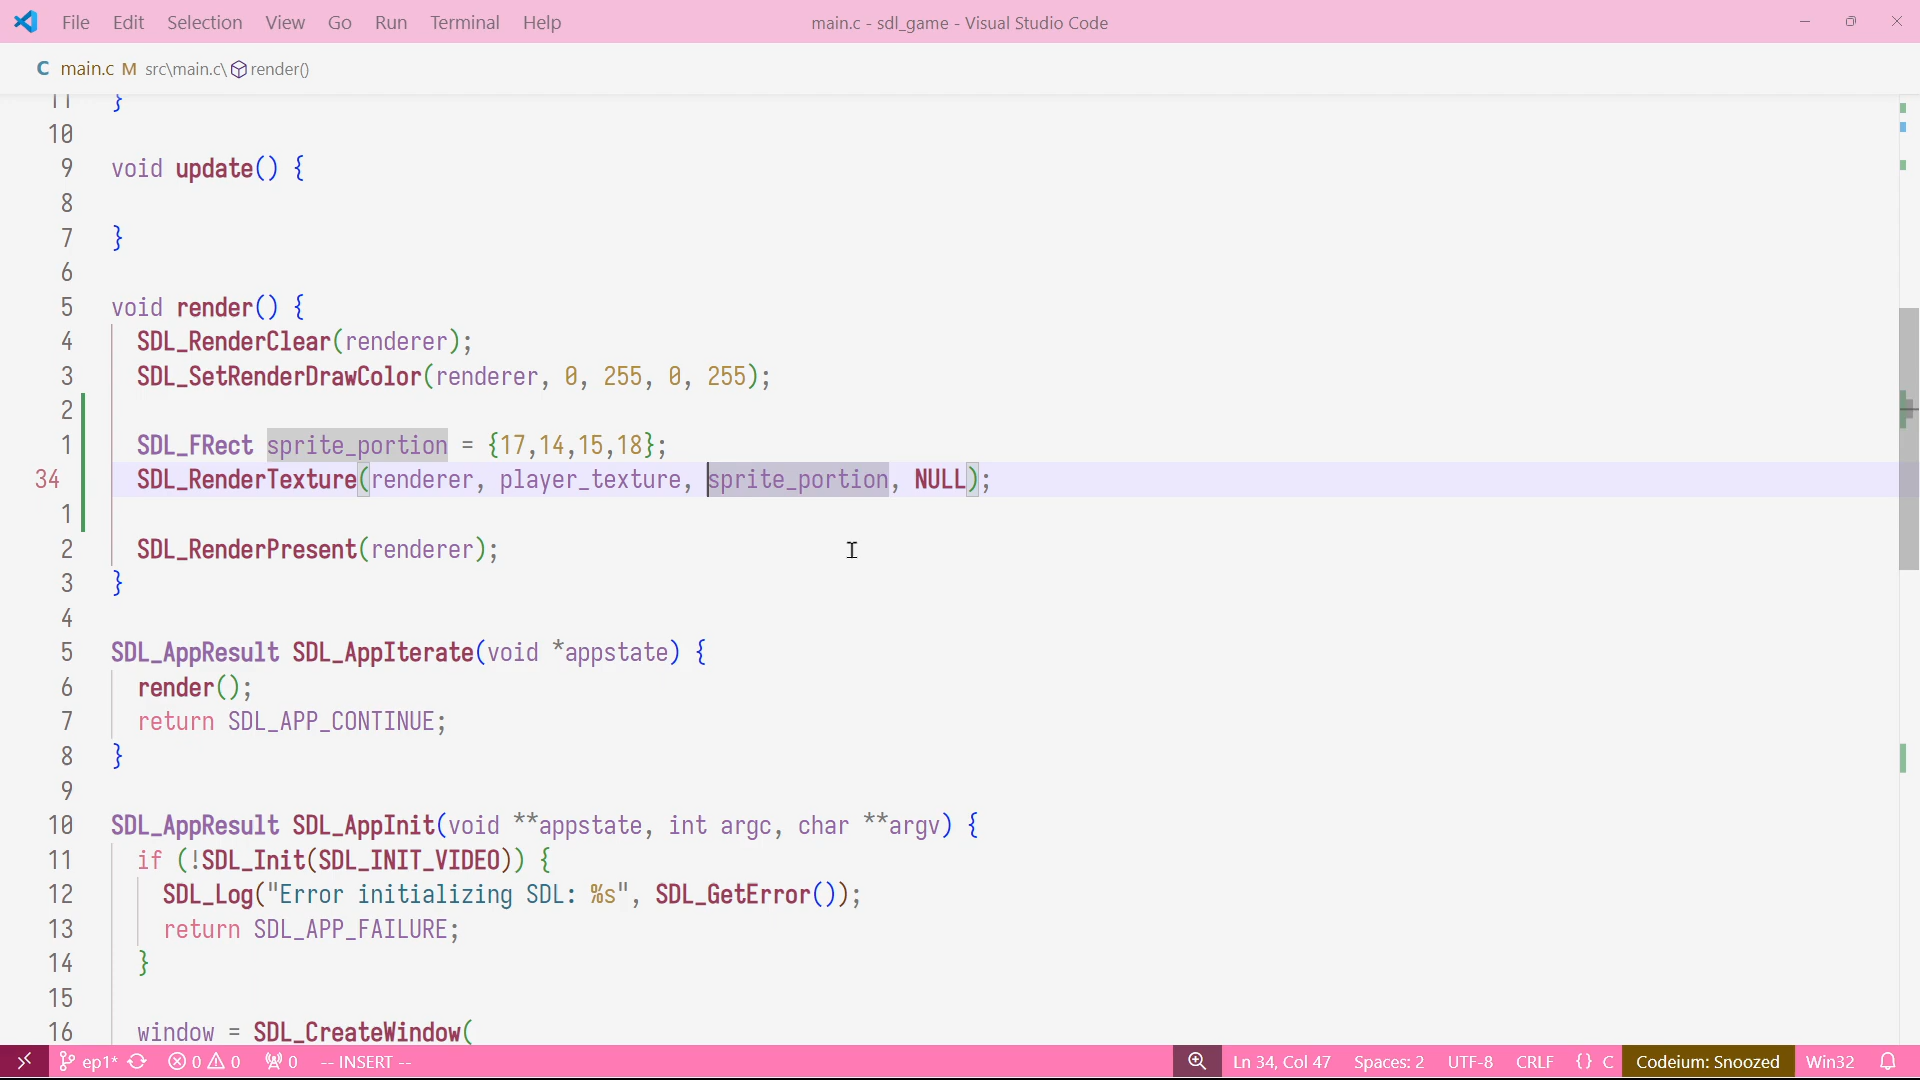 File Edit Selection View Go Run Terminal Help main.c - sdl_game - Visual Studio Code
C main.c M src\main.c\ render()
11 }
10
9 void update() {
8
7 }
6
5 void render() {
4 SDL_RenderClear(renderer);
3 SDL_SetRenderDrawColor(renderer, 0, 255, 0, 255);
2
1 SDL_FRect sprite_portion = {17,14,15,18};
34 SDL_RenderTexture(renderer, player_texture, sprite_portion, NULL);
1
2 SDL_RenderPresent(renderer);
3 }
4
5 SDL_AppResult SDL_AppIterate(void *appstate) {
6 render();
7 return SDL_APP_CONTINUE;
8 }
9
10 SDL_AppResult SDL_AppInit(void **appstate, int argc, char **argv) {
11 if (!SDL_Init(SDL_INIT_VIDEO)) {
12 SDL_Log("Error initializing SDL: %s", SDL_GetError());
13 return SDL_APP_FAILURE;
14 }
15
16 window = SDL_CreateWindow(
ep1* 0 0 0 -- INSERT -- Ln 34, Col 47 Spaces: 2 UTF-8 CRLF {} C Codeium: Snoozed Win32